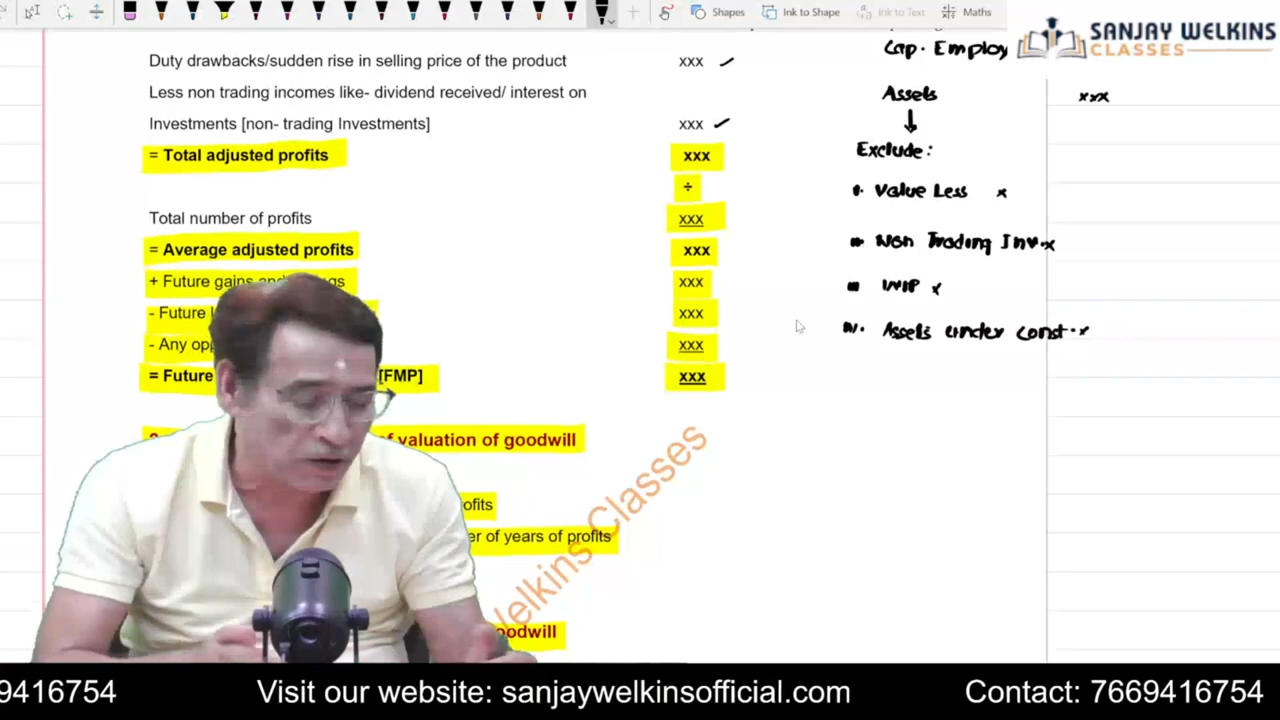 Shapes
Ink to Shape
Ink to Text
Maths
SANJAY WELKINS
CLASSES
Duty drawbacks/sudden rise in selling price of the product xxx
Less non trading incomes like- dividend received/ interest on
Investments [non- trading Investments] xxx
= Total adjusted profits xxx
÷
Total number of profits xxx
= Average adjusted profits xxx
+ Future gains and xxx
- Future xxx
- Any xxx
= Future [FMP] xxx
of valuation of goodwill
of years of profits
Cap. Employ
Assets xxx
↓
Exclude:
Value Less x
Non Trading Inv. x
WIP x
Assets under const. x
Welkins Classes
9416754
Visit our website: sanjaywelkinsofficial.com
Contact: 7669416754